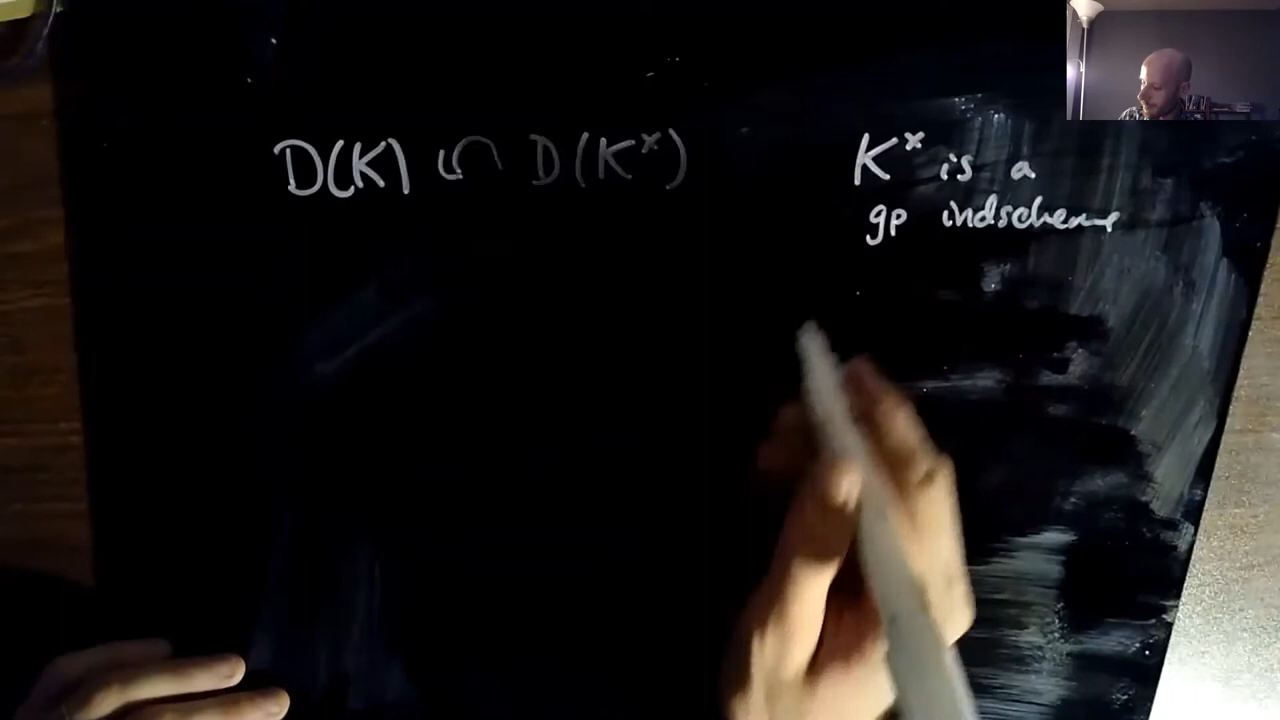 D(K) ↶ D(K^×)
K^× is a
gp indscheme